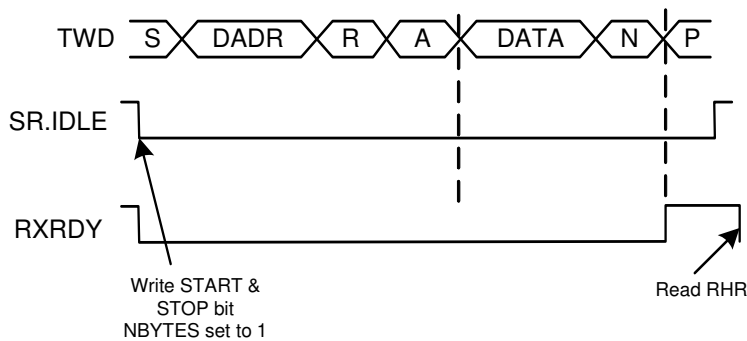 TWD S DADR R A DATA N P
SR.IDLE
RXRDY
Write START &
STOP bit
NBYTES set to 1
Read RHR